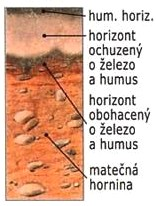 hum. horiz.
horizont
ochuzený
o železo
a humus
horizont
obohacený
o železo
a humus
matečná
hornina